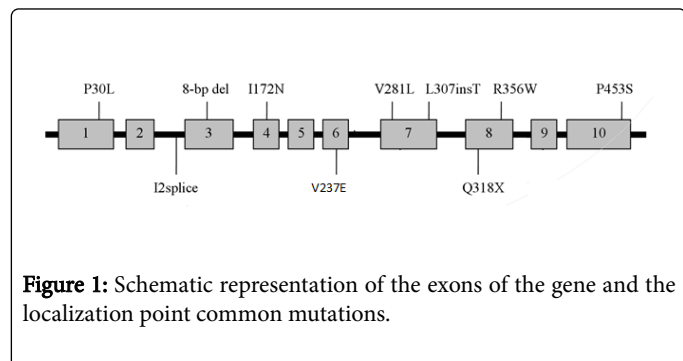 P30L 8-bp del I172N V281L L307insT R356W P453S
1 2 3 4 5 6 7 8 9 10
I2splice V237E Q318X
Figure 1: Schematic representation of the exons of the gene and the
localization point common mutations.